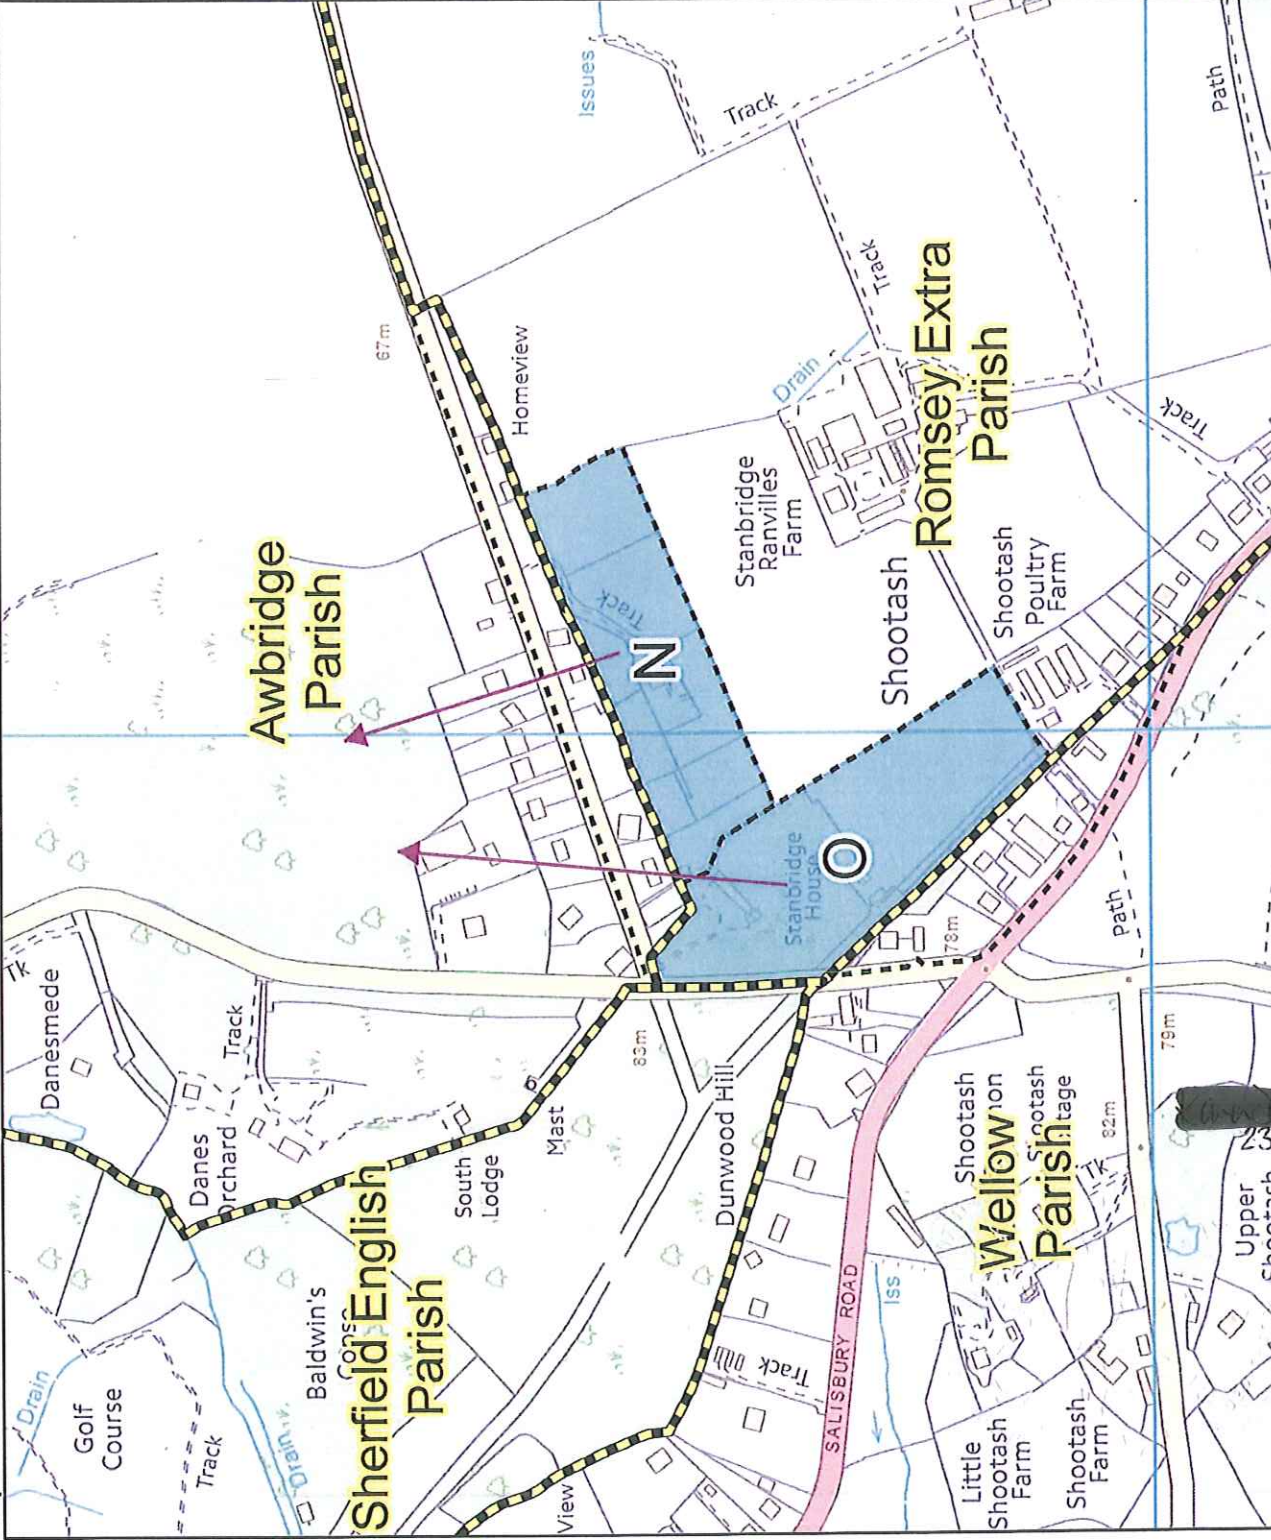 Golf
Course
Drain
Track
Drain
Baldwin's
Sherfield English
Parish
View
Danes
Danesmede
Tk
Track
South
Lodge
Mast
83m
Dunwood Hill
Track
SALISBURY ROAD
Iss
Little
Shootash
Farm
Shootash
Farm
Shootash
Wellow
Parish
Tk
82m
79m
Upper
23
Awbridge
Parish
67m
Homeview
Track
N
O
Stanbridge
House
78m
Path
Stanbridge
Ranvilles
Farm
Shootash
Shootash
Poultry
Farm
Romsey Extra
Parish
Drain
Track
Track
Track
Issues
Path